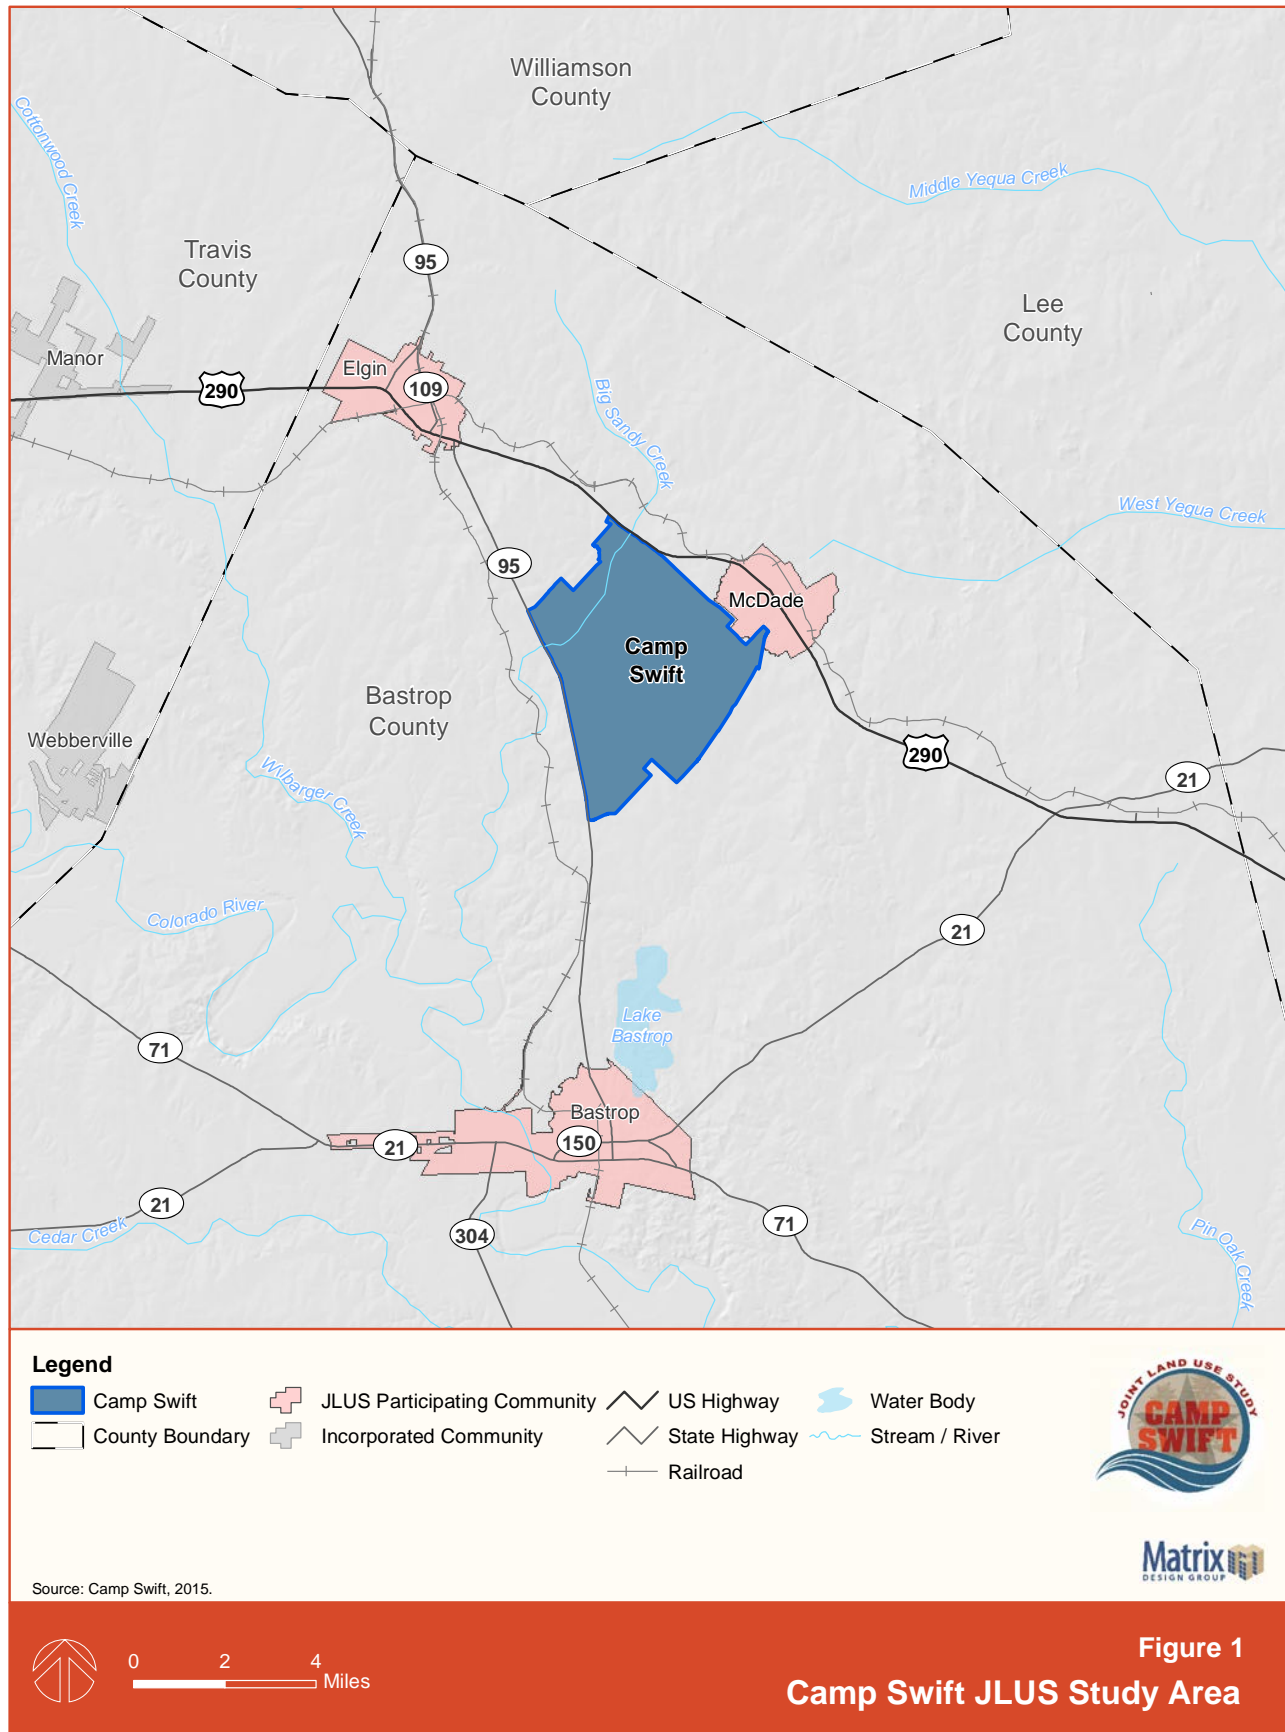 Williamson
County
Cottonwood Creek
Middle Yequa Creek
Travis
County
95
Lee
County
Manor
Elgin
290
109
Big Sandy Creek
West Yequa Creek
95
McDade
Camp
Swift
Bastrop
County
Webberville
290
21
Wilbarger Creek
Colorado River
21
Lake
Bastrop
71
Bastrop
21
150
21
Cedar Creek
304
71
Pin Oak Creek
Legend
Camp Swift
JLUS Participating Community
US Highway
Water Body
County Boundary
Incorporated Community
State Highway
Stream / River
Railroad
JOINT LAND USE STUDY
CAMP
SWIFT
Matrix
DESIGN GROUP
Source: Camp Swift, 2015.
0 2 4
Miles
Figure 1
Camp Swift JLUS Study Area